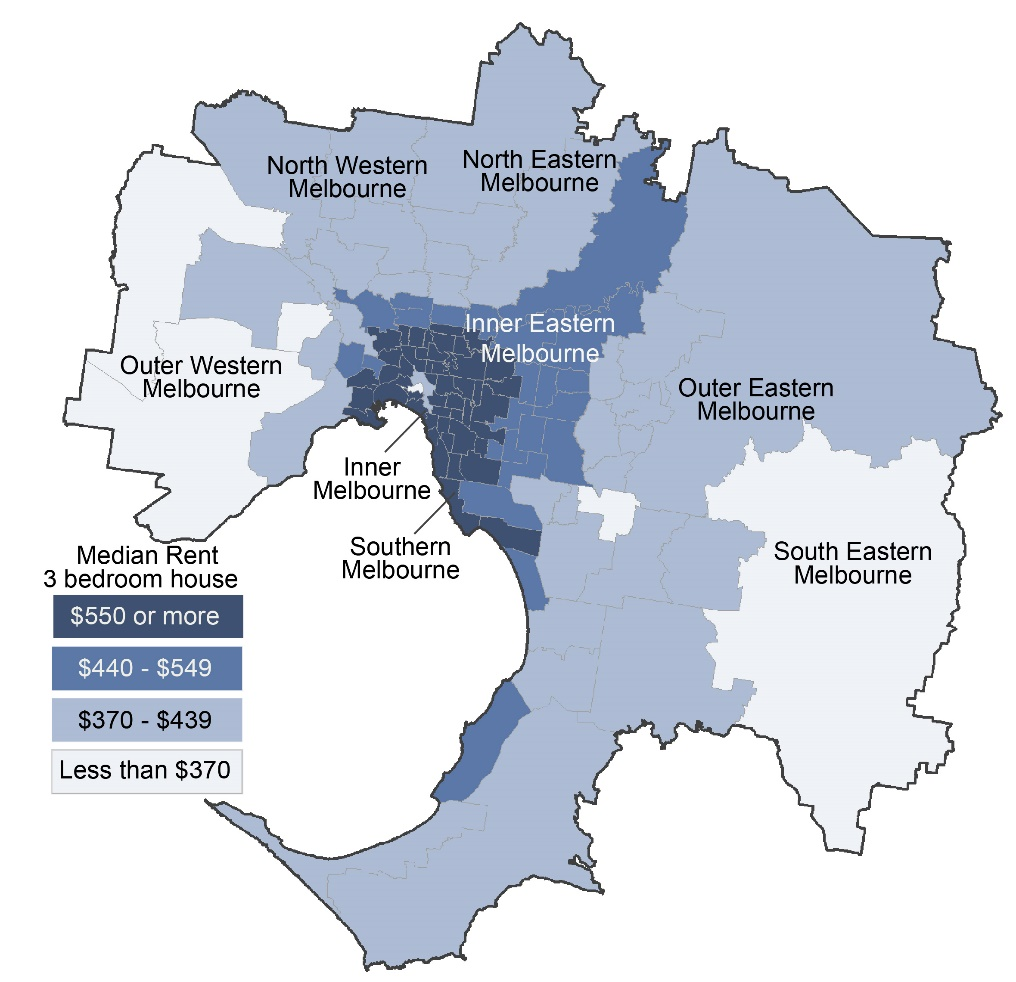 North Western
Melbourne
North Eastern
Melbourne
Inner Eastern
Melbourne
Outer Western
Melbourne
Outer Eastern
Melbourne
Inner
Melbourne
Southern
Melbourne
South Eastern
Melbourne
Median Rent
3 bedroom house
$550 or more
$440 - $549
$370 - $439
Less than $370